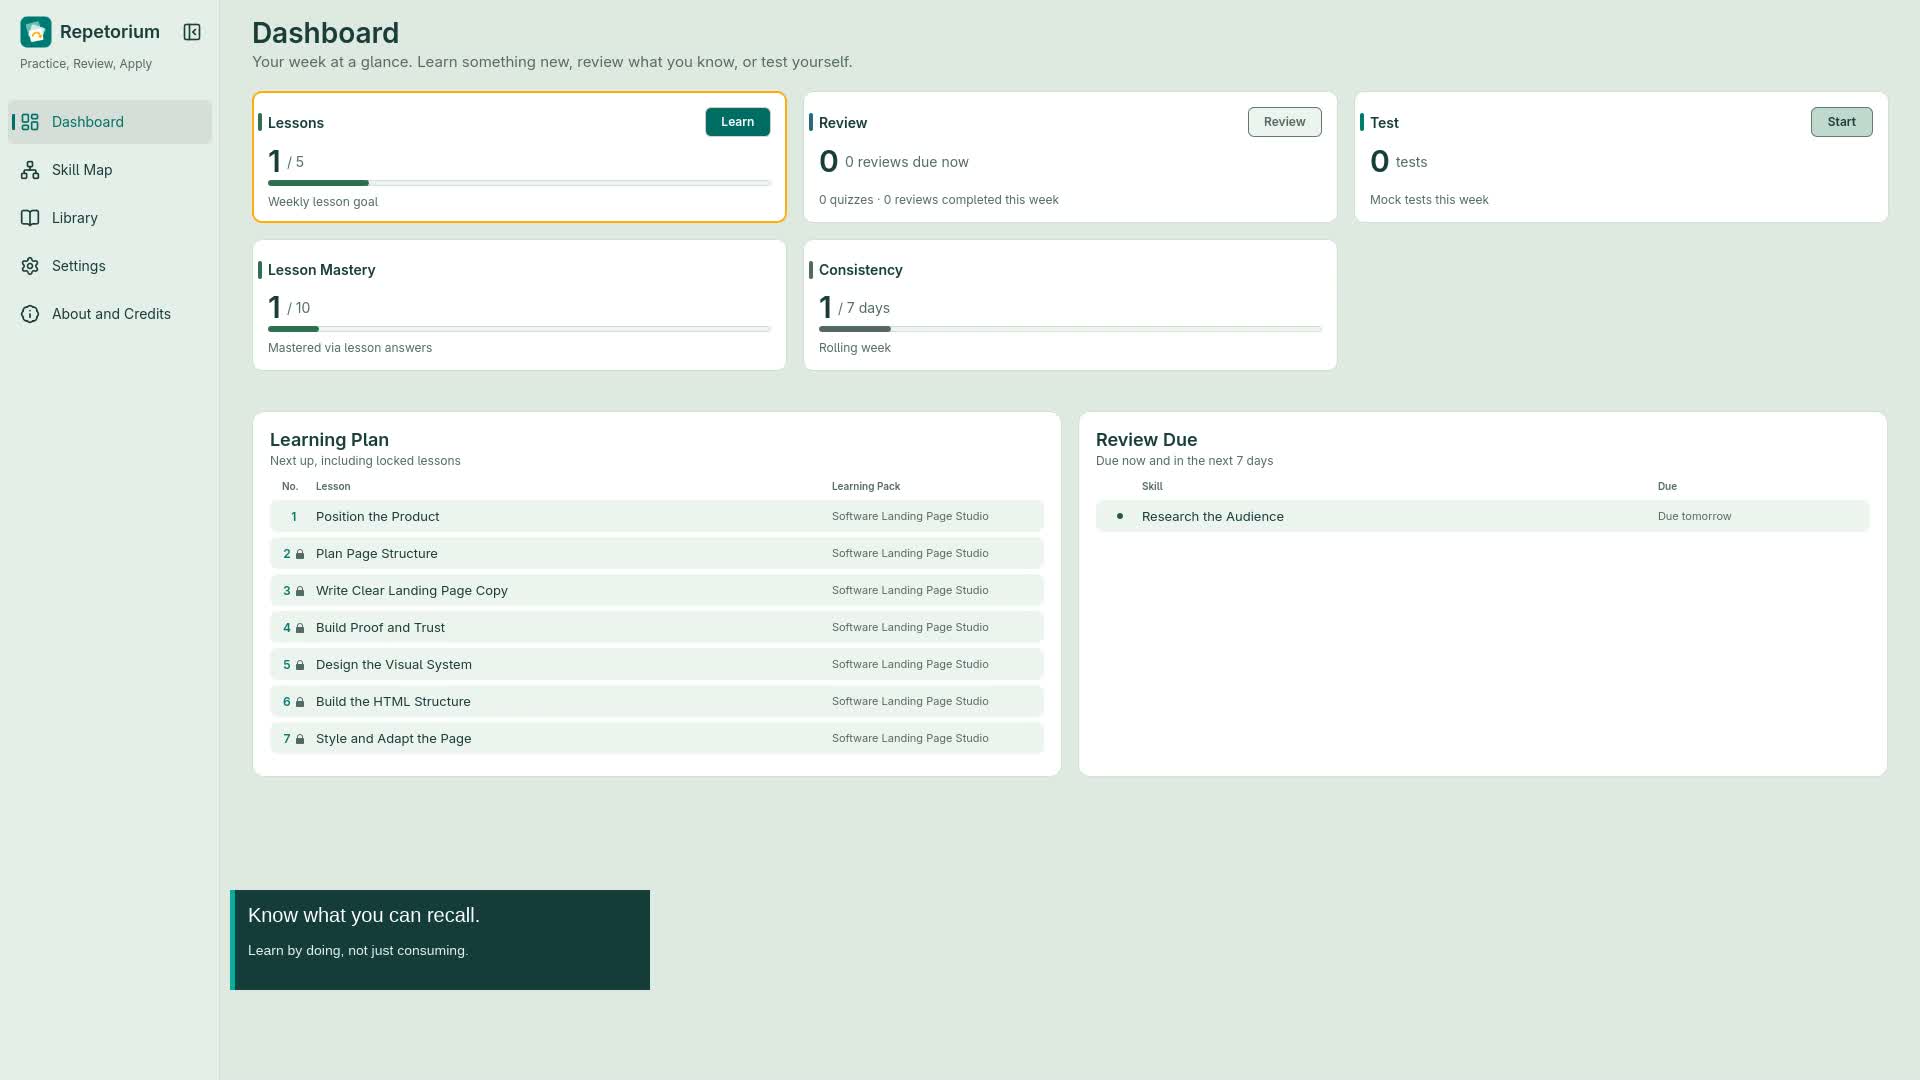 Repetorium
Practice, Review, Apply
Dashboard
Skill Map
Library
Settings
About and Credits
Dashboard
Your week at a glance. Learn something new, review what you know, or test yourself.
Lessons
Learn
1 / 5
Weekly lesson goal
Review
Review
0 0 reviews due now
0 quizzes · 0 reviews completed this week
Test
Start
0 tests
Mock tests this week
Lesson Mastery
1 / 10
Mastered via lesson answers
Consistency
1 / 7 days
Rolling week
Learning Plan
Next up, including locked lessons
No. Lesson Learning Pack
1 Position the Product Software Landing Page Studio
2 Plan Page Structure Software Landing Page Studio
3 Write Clear Landing Page Copy Software Landing Page Studio
4 Build Proof and Trust Software Landing Page Studio
5 Design the Visual System Software Landing Page Studio
6 Build the HTML Structure Software Landing Page Studio
7 Style and Adapt the Page Software Landing Page Studio
Review Due
Due now and in the next 7 days
Skill Due
Research the Audience Due tomorrow
Know what you can recall.
Learn by doing, not just consuming.